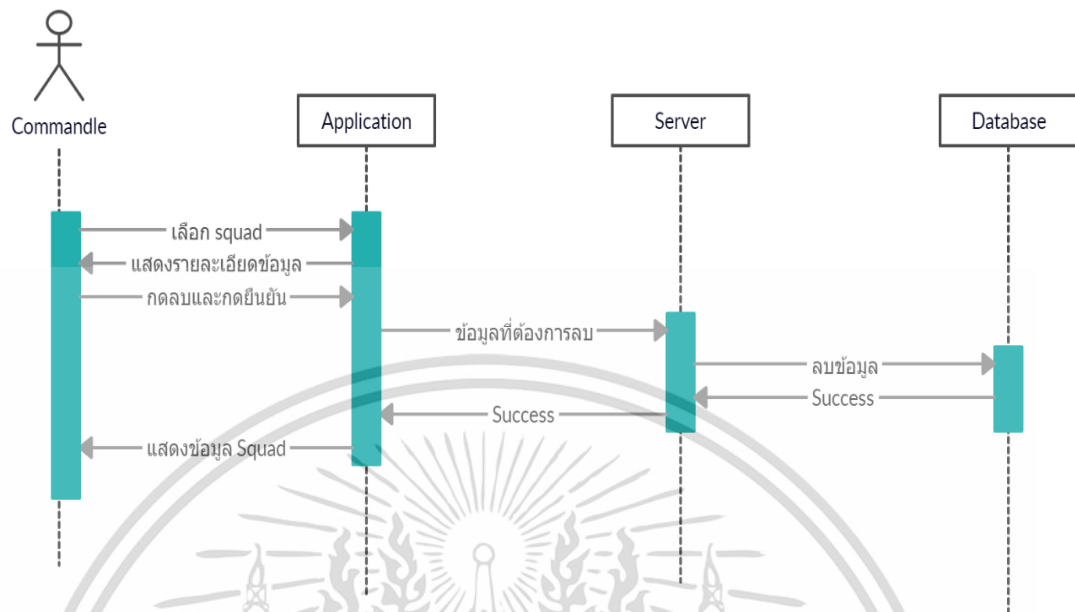 Commandle
Application
Server
Database
เลือก squad
แสดงรายละเอียดข้อมูล
กดลบและกดยืนยัน
ข้อมูลที่ต้องการลบ
ลบข้อมูล
Success
Success
แสดงข้อมูล Squad